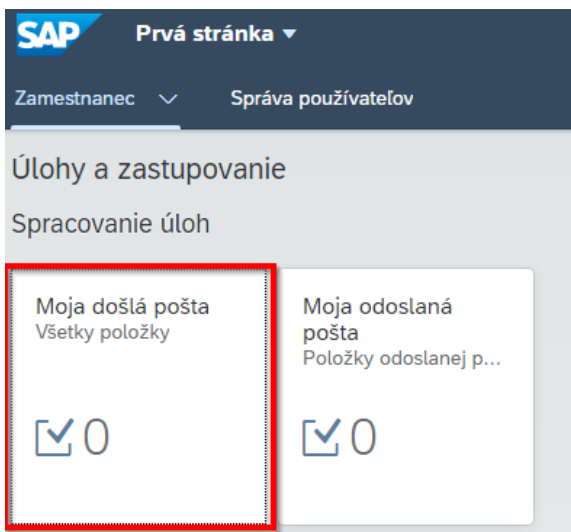 SAP Prvá stránka
Zamestnanec Správa používateľov
Úlohy a zastupovanie
Spracovanie úloh
Moja došlá pošta
Všetky položky
0
Moja odoslaná
pošta
Položky odoslanej p...
0